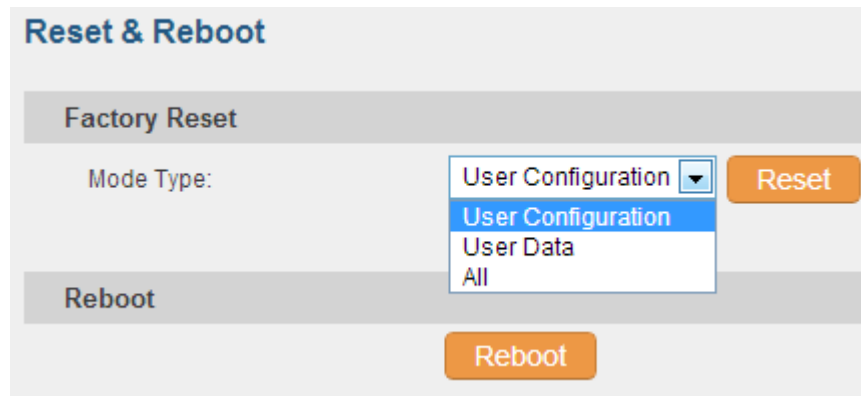 Reset & Reboot
Factory Reset
Mode Type:
User Configuration
Reset
User Configuration
User Data
All
Reboot
Reboot